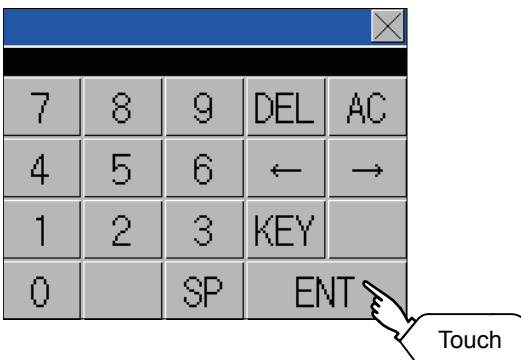 7 8 9 DEL AC
4 5 6 ← →
1 2 3 KEY
0 SP ENT
Touch